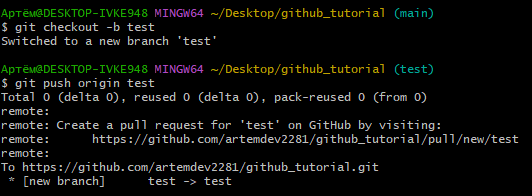 Артём@DESKTOP-IVKE948 MINGW64 ~/Desktop/github_tutorial (main)
$ git checkout -b test
Switched to a new branch 'test'
Артём@DESKTOP-IVKE948 MINGW64 ~/Desktop/github_tutorial (test)
$ git push origin test
Total 0 (delta 0), reused 0 (delta 0), pack-reused 0 (from 0)
remote:
remote: Create a pull request for 'test' on GitHub by visiting:
remote:      https://github.com/artemdev2281/github_tutorial/pull/new/test
remote:
To https://github.com/artemdev2281/github_tutorial.git
 * [new branch]      test -> test